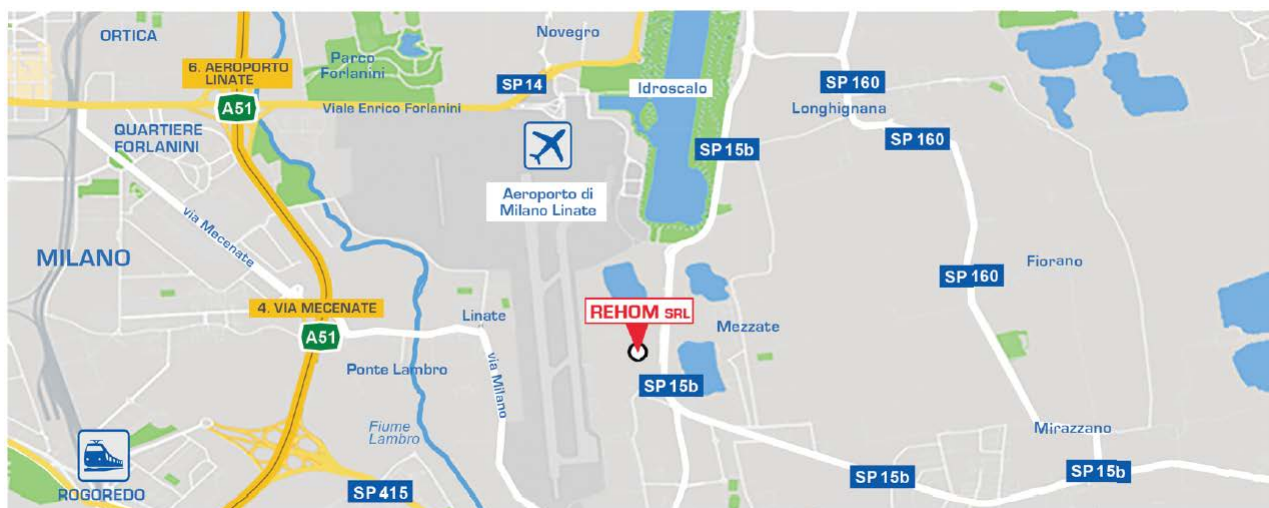 ORTICA
Novegro
6. AEROPORTO
LINATE
Parco
Forlanini
SP 14
Idroscalo
SP 160
A51
Viale Enrico Forlanini
Longhignana
QUARTIERE
FORLANINI
SP 15b
SP 160
Aeroporto di
Milano Linate
via Mecenate
MILANO
Fiorano
SP 160
4. VIA MECENATE
Linate
REHOM SRL
Mezzate
A51
Ponte Lambro
via Milano
SP 15b
Fiume
Lambro
Mirazzano
SP 15b
SP 15b
ROGOREDO
SP 415